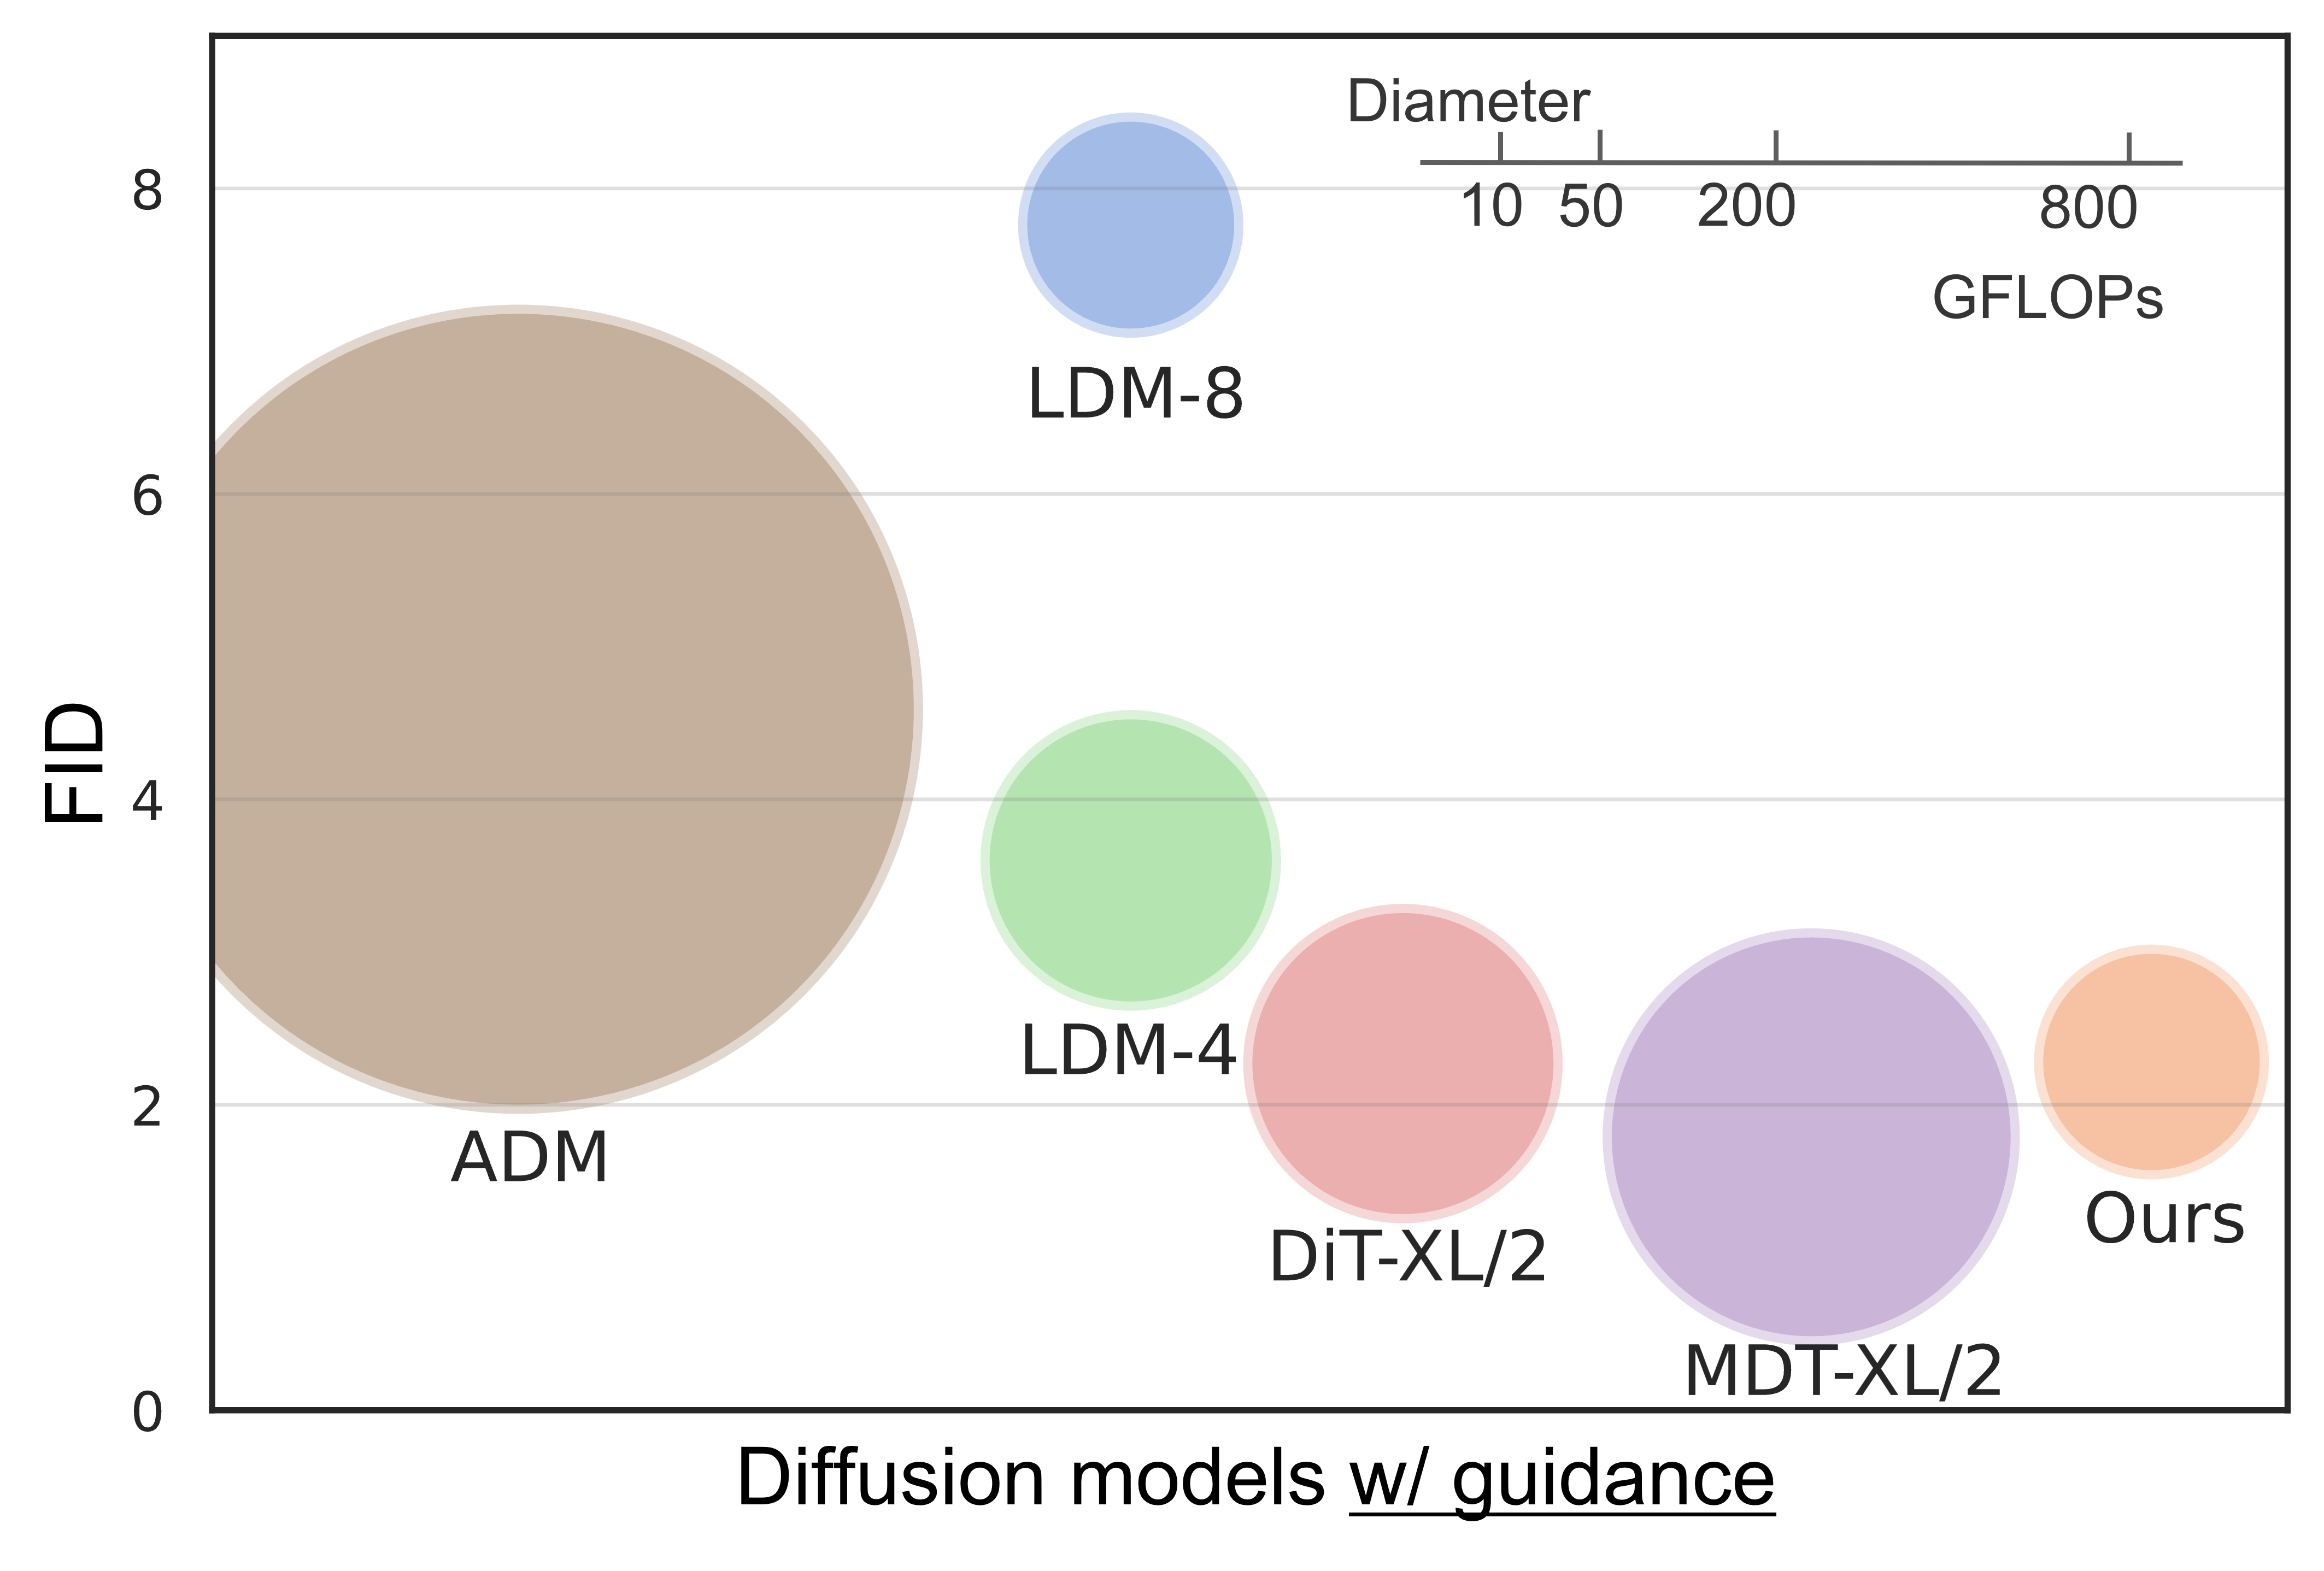 Diameter
10 50 200 800
GFLOPs
8
LDM-8
6
FID
4
LDM-4
2
ADM
DiT-XL/2
Ours
MDT-XL/2
0
Diffusion models w/ guidance